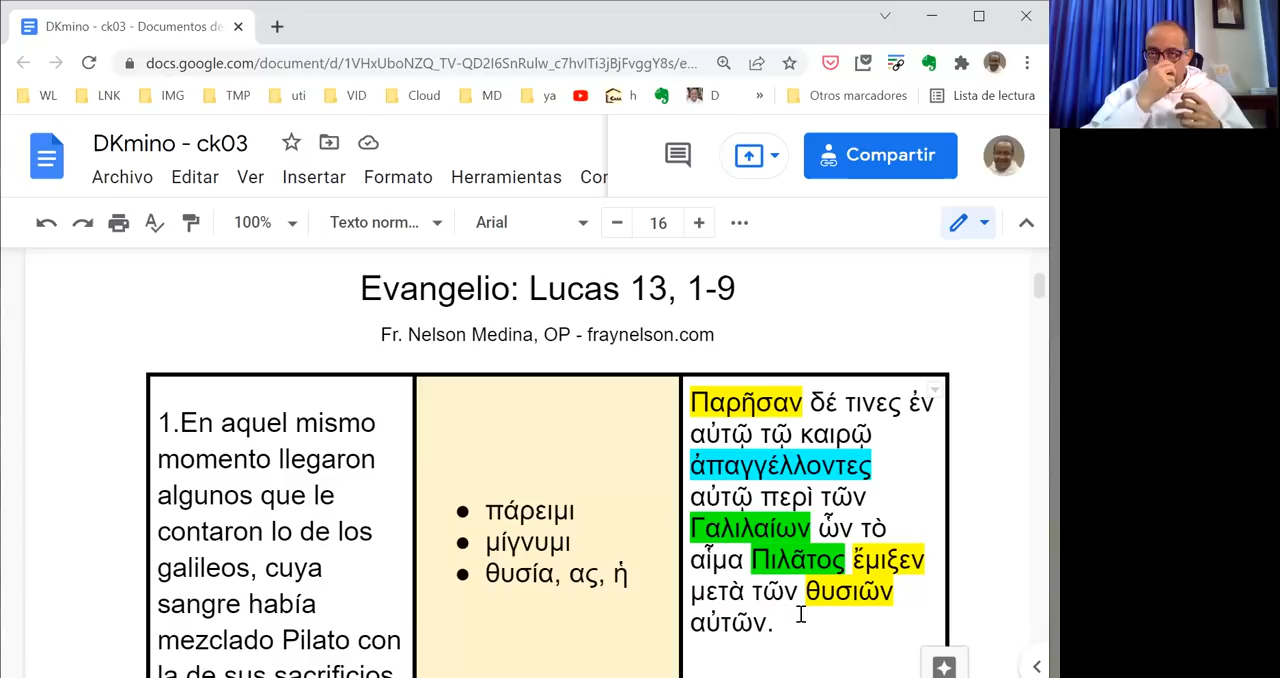 DKmino - ck03 - Documentos de
docs.google.com/document/d/1VHxUboNZQ_TV-QD2I6SnRulw_c7hvITi3jBjFvggY8s/e...
WL LNK IMG TMP uti VID Cloud MD ya h D » Otros marcadores Lista de lectura
DKmino - ck03
Compartir
Archivo Editar Ver Insertar Formato Herramientas Cor
100% Texto norm... Arial 16
Evangelio: Lucas 13, 1-9
Fr. Nelson Medina, OP - fraynelson.com
1.En aquel mismo
momento llegaron
algunos que le
contaron lo de los
galileos, cuya
sangre había
mezclado Pilato con
la de sus sacrificios
πάρειμι
μίγνυμι
θυσία, ας, ἡ
Παρῆσαν δέ τινες ἐν
αὐτῷ τῷ καιρῷ
ἀπαγγέλλοντες
αὐτῷ περὶ τῶν
Γαλιλαίων ὧν τὸ
αἷμα Πιλᾶτος ἔμιξεν
μετὰ τῶν θυσιῶν
αὐτῶν.